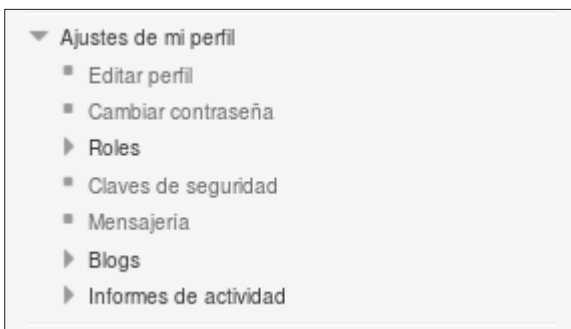 Ajustes de mi perfil
Editar perfil
Cambiar contraseña
Roles
Claves de seguridad
Mensajería
Blogs
Informes de actividad